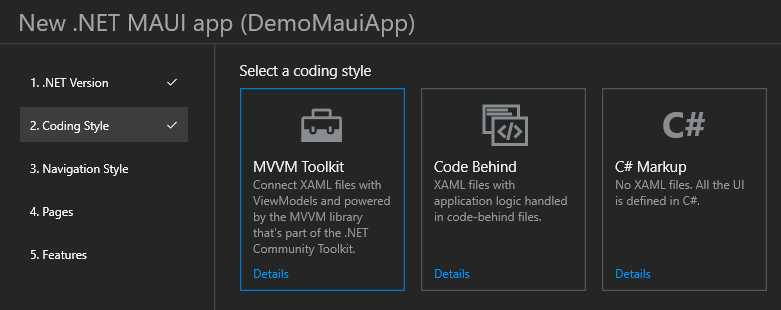 New .NET MAUI app (DemoMauiApp)
1. .NET Version
2. Coding Style
3. Navigation Style
4. Pages
5. Features
Select a coding style
MVVM Toolkit
Connect XAML files with
ViewModels and powered
by the MVVM library
that's part of the .NET
Community Toolkit.
Details
Code Behind
XAML files with
application logic handled
in code-behind files.
Details
C#
C# Markup
No XAML files. All the UI
is defined in C#.
Details